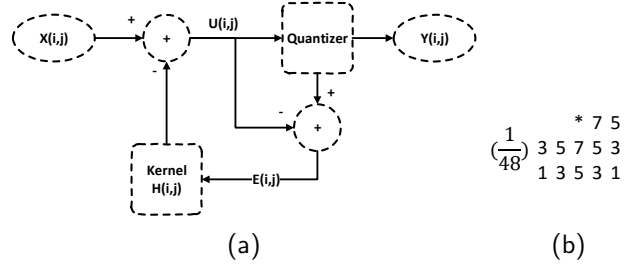 X(i,j)
+
+
U(i,j)
Quantizer
Y(i,j)
-
+
-
+
Kernel
H(i,j)
E(i,j)
(a)
* 7 5
(1/48) 3 5 7 5 3
1 3 5 3 1
(b)